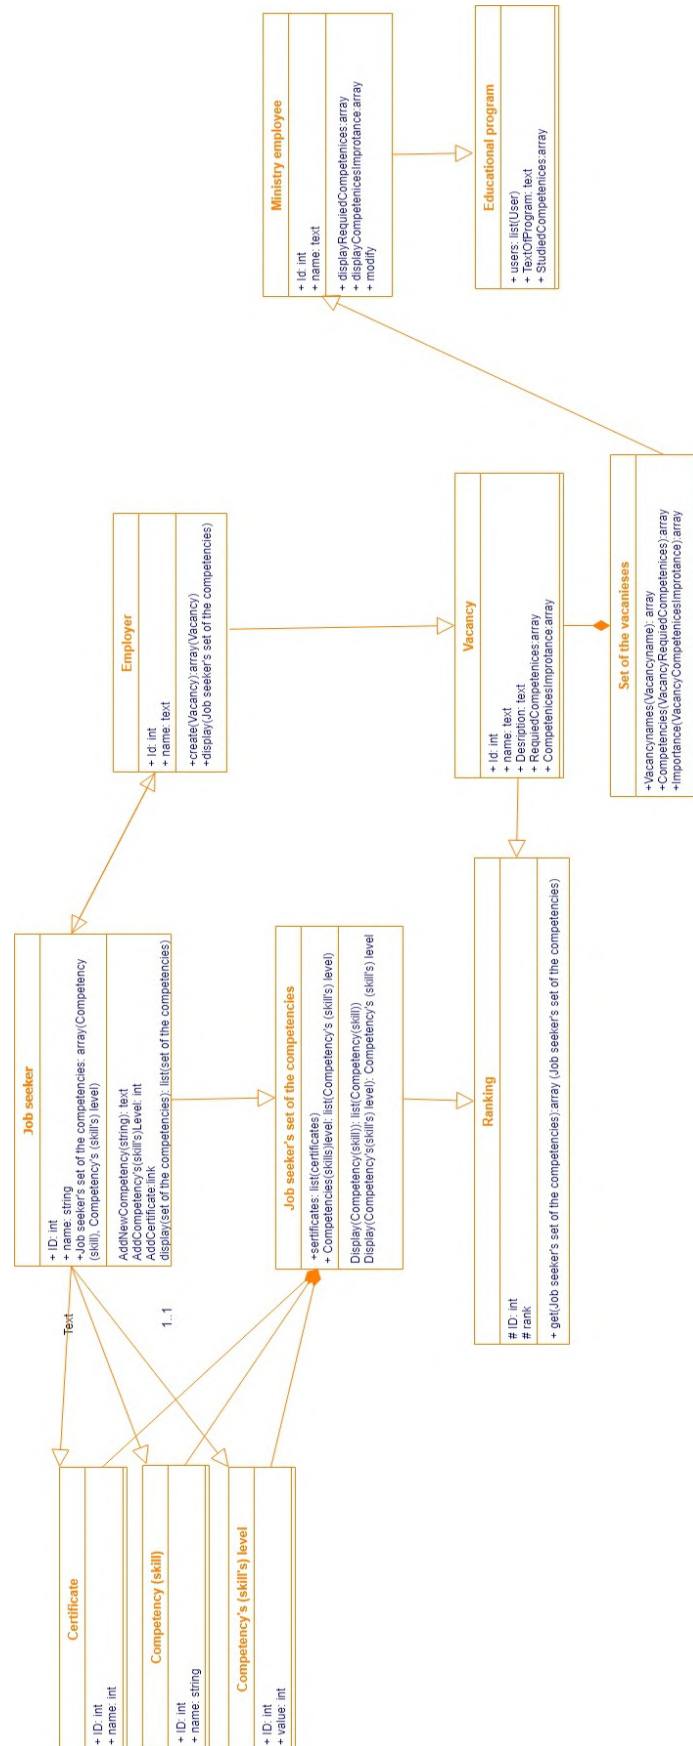 Certificate
+ ID: int
+ name: int
Competency (skill)
+ ID: int
+ name: string
Competency's (skill's) level
+ ID: int
+ value: int
Text
1..1
Job seeker
+ ID: int
+ name: string
+Job seeker's set of the competencies: array(Competency
(skill), Competency's (skill's) level)
AddNewCompetency(string): text
AddCompetency's(skill's)Level: int
AddCertificate:link
display(set of the competencies): list(set of the competencies)
Job seeker's set of the competencies
+sertificates: list(certificates)
+ Competencies(skills)level: list(Competency's (skill's) level)
Display(Competency(skill)): list(Competency(skill))
Display(Competency's(skill's) level): Competency's (skill's) level
Ranking
# ID: int
# rank
+ get(Job seeker's set of the competencies):array (Job seeker's set of the competencies)
Employer
+ Id: int
+ name: text
+create(Vacancy):array(Vacancy)
+display(Job seeker's set of the competencies)
Vacancy
+ Id: int
+ name: text
+ Desription: text
+ RequiedCompetenices:array
+ CompetenicesImprotance:array
Set of the vacanieses
+Vacancynames(Vacancyname): array
+Competencies(VacancyRequiedCompetenices):array
+Importance(VacancyCompetenicesImprotance):array
Ministry employee
+ Id: int
+ name: text
+ displayRequiedCompetenices:array
+ displayCompetenicesImprotance:array
+ modify
Educational program
+ users: list(User)
+ TextOfProgram: text
+ StudiedCompetenices:array